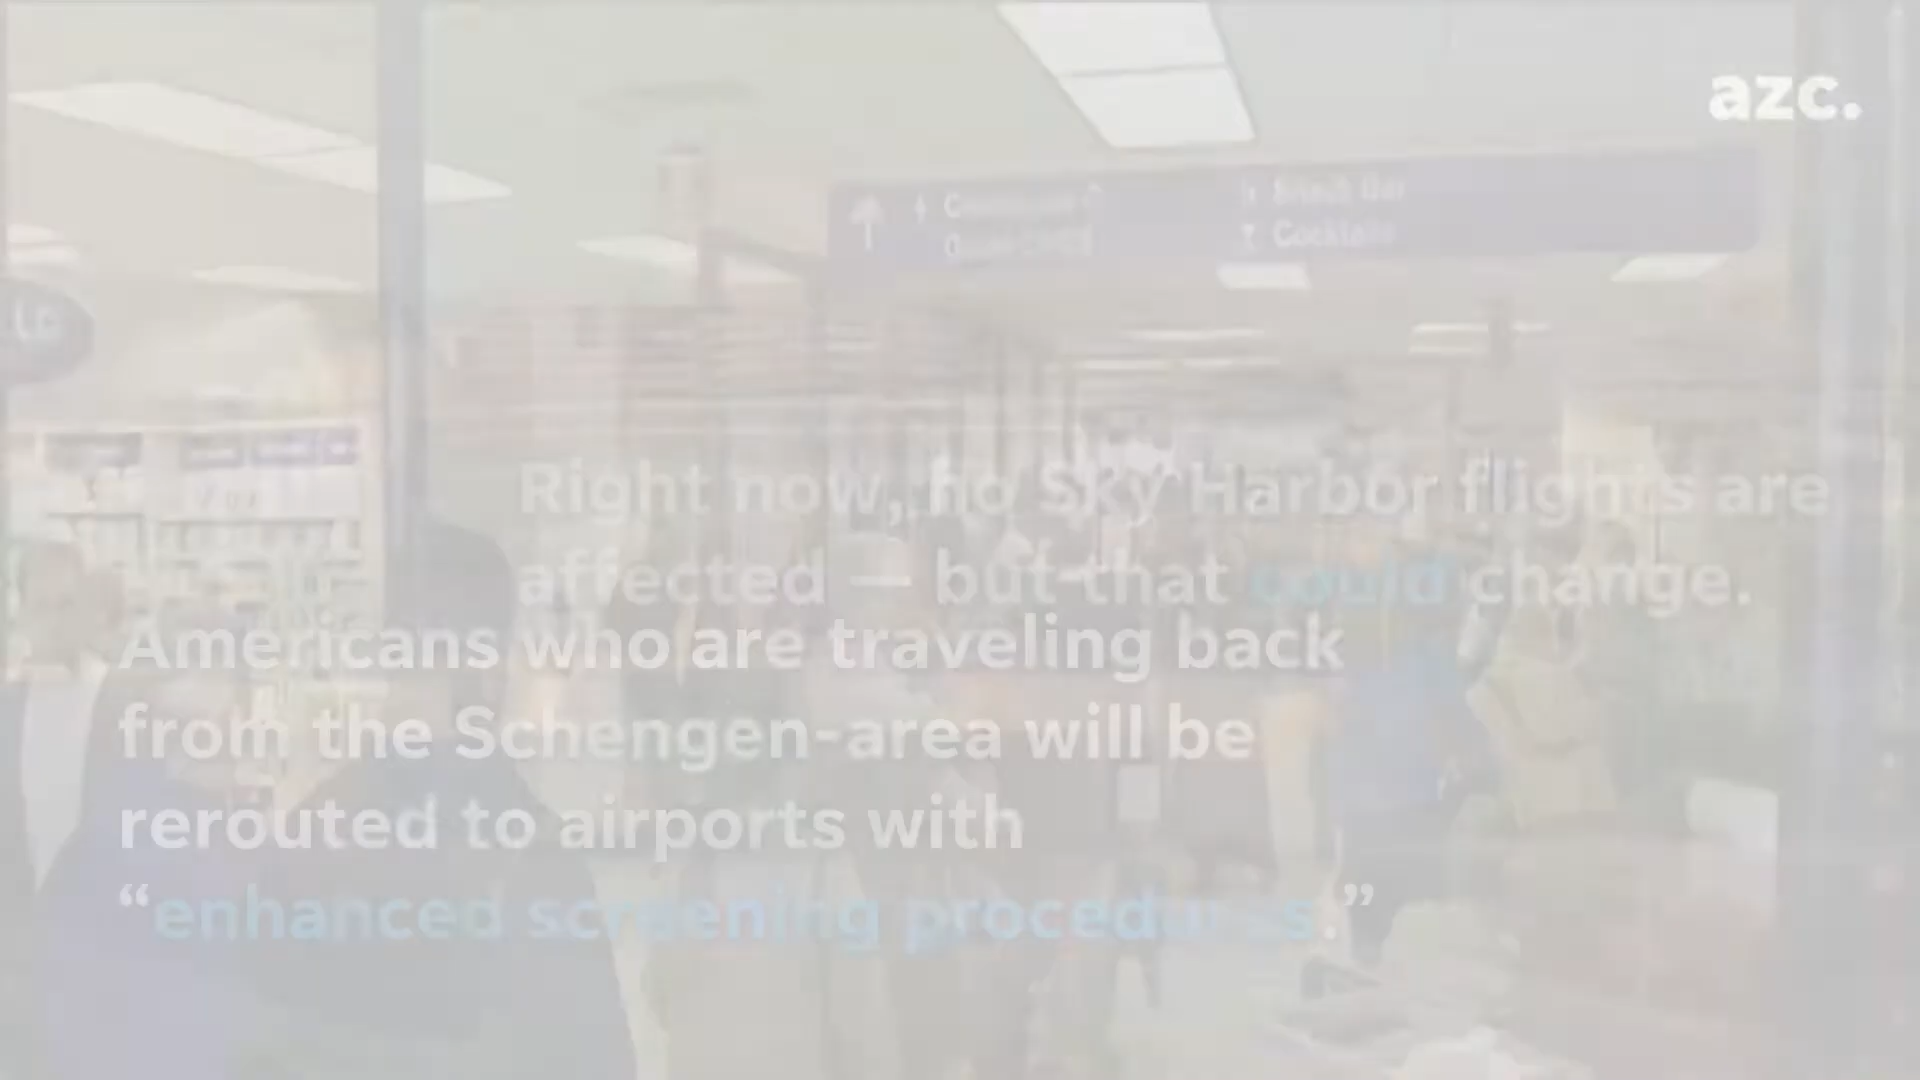 azc.
Right now, no Sky Harbor flights are
affected — but that could change.
Americans who are traveling back
from the Schengen-area will be
rerouted to airports with
“enhanced screening procedures.”